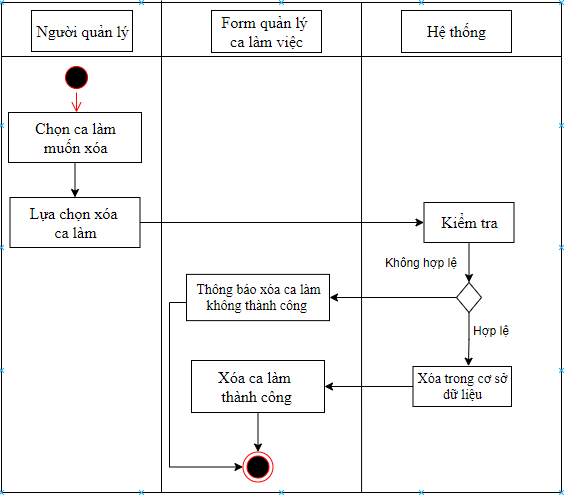 Người quản lý
Form quản lý
ca làm việc
Hệ thống
Chọn ca làm
muốn xóa
Lựa chọn xóa
ca làm
Kiểm tra
Không hợp lệ
Thông báo xóa ca làm
không thành công
Hợp lệ
Xóa ca làm
thành công
Xóa trong cơ sở
dữ liệu